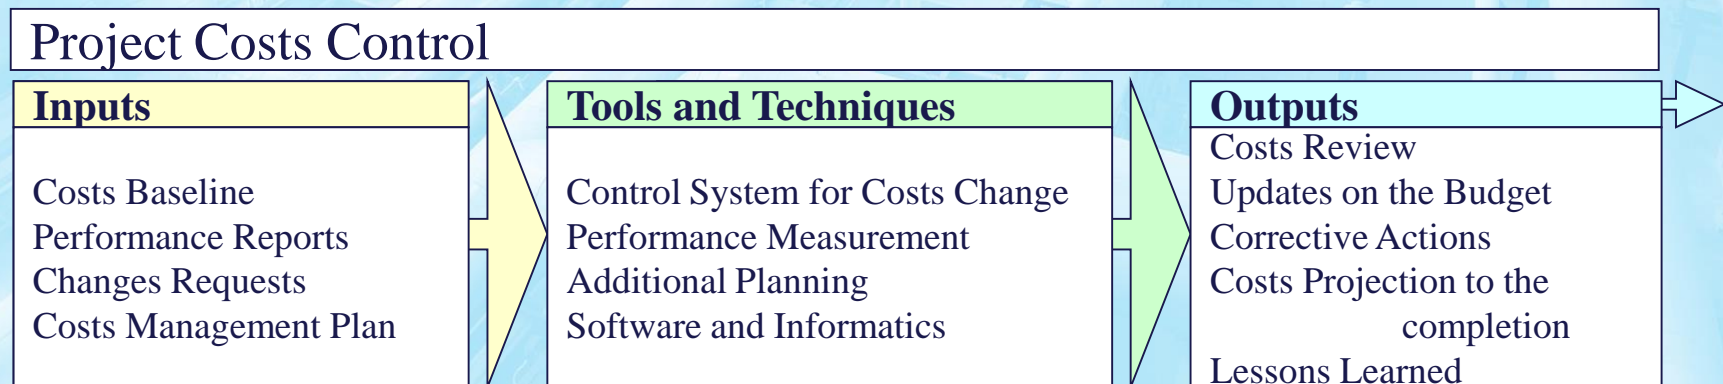 Project Costs Control
Inputs
Costs Baseline
Performance Reports
Changes Requests
Costs Management Plan
Tools and Techniques
Control System for Costs Change
Performance Measurement
Additional Planning
Software and Informatics
Outputs
Costs Review
Updates on the Budget
Corrective Actions
Costs Projection to the
completion
Lessons Learned